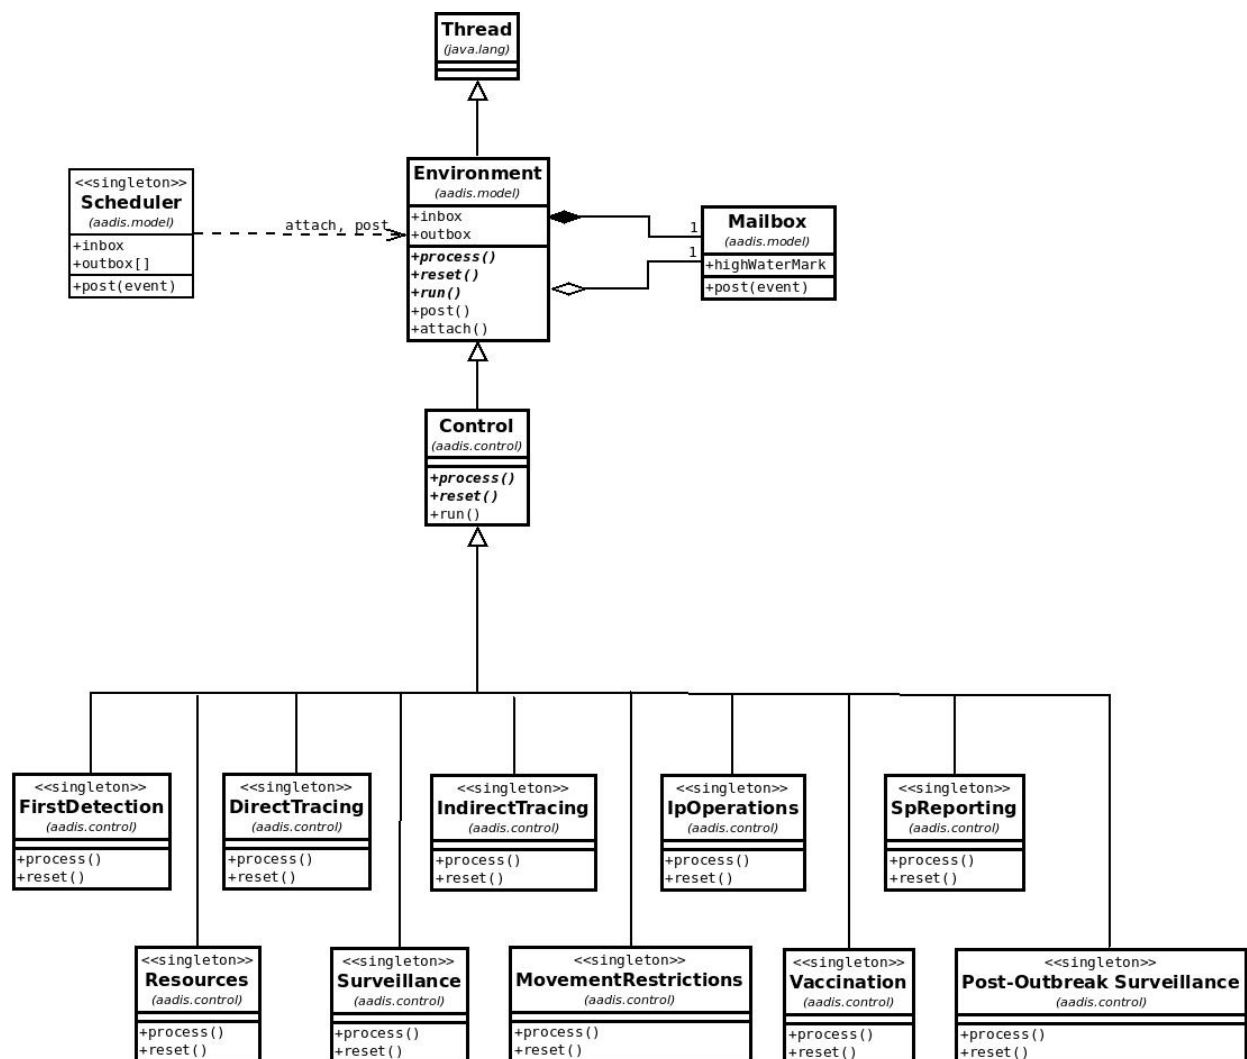 Thread
(java.lang)
<<singleton>>
Scheduler
(aadis.model)
+inbox
+outbox[]
+post(event)
attach, post
Environment
(aadis.model)
+inbox
+outbox
+process()
+reset()
+run()
+post()
+attach()
1
1
Mailbox
(aadis.model)
+highWaterMark
+post(event)
Control
(aadis.control)
+process()
+reset()
+run()
<<singleton>>
FirstDetection
(aadis.control)
+process()
+reset()
<<singleton>>
DirectTracing
(aadis.control)
+process()
+reset()
<<singleton>>
IndirectTracing
(aadis.control)
+process()
+reset()
<<singleton>>
IpOperations
(aadis.control)
+process()
+reset()
<<singleton>>
SpReporting
(aadis.control)
+process()
+reset()
<<singleton>>
Resources
(aadis.control)
+process()
+reset()
<<singleton>>
Surveillance
(aadis.control)
+process()
+reset()
<<singleton>>
MovementRestrictions
(aadis.control)
+process()
+reset()
<<singleton>>
Vaccination
(aadis.control)
+process()
+reset()
<<singleton>>
Post-Outbreak Surveillance
(aadis.control)
+process()
+reset()